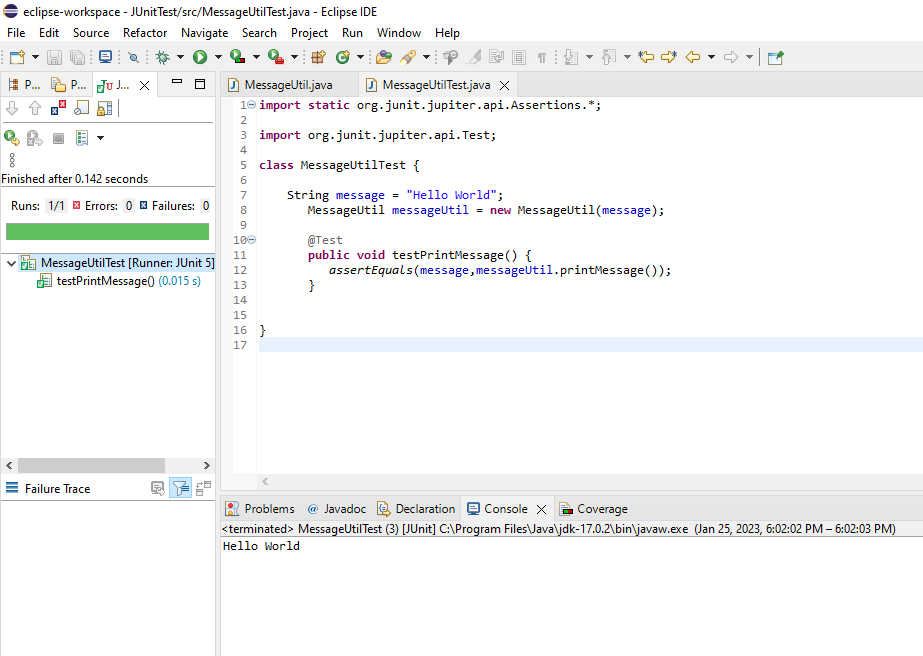 eclipse-workspace - JUnitTest/src/MessageUtilTest.java - Eclipse IDE
File Edit Source Refactor Navigate Search Project Run Window Help
P... P... J...
Finished after 0.142 seconds
Runs: 1/1 Errors: 0 Failures: 0
MessageUtilTest [Runner: JUnit 5]
testPrintMessage() (0.015 s)
Failure Trace
MessageUtil.java MessageUtilTest.java
1 import static org.junit.jupiter.api.Assertions.*;
2
3 import org.junit.jupiter.api.Test;
4
5 class MessageUtilTest {
6
7 String message = "Hello World";
8 MessageUtil messageUtil = new MessageUtil(message);
9
10 @Test
11 public void testPrintMessage() {
12 assertEquals(message,messageUtil.printMessage());
13 }
14
15
16 }
17
Problems @ Javadoc Declaration Console Coverage
<terminated> MessageUtilTest (3) [JUnit] C:\Program Files\Java\jdk-17.0.2\bin\javaw.exe (Jan 25, 2023, 6:02:02 PM – 6:02:03 PM)
Hello World